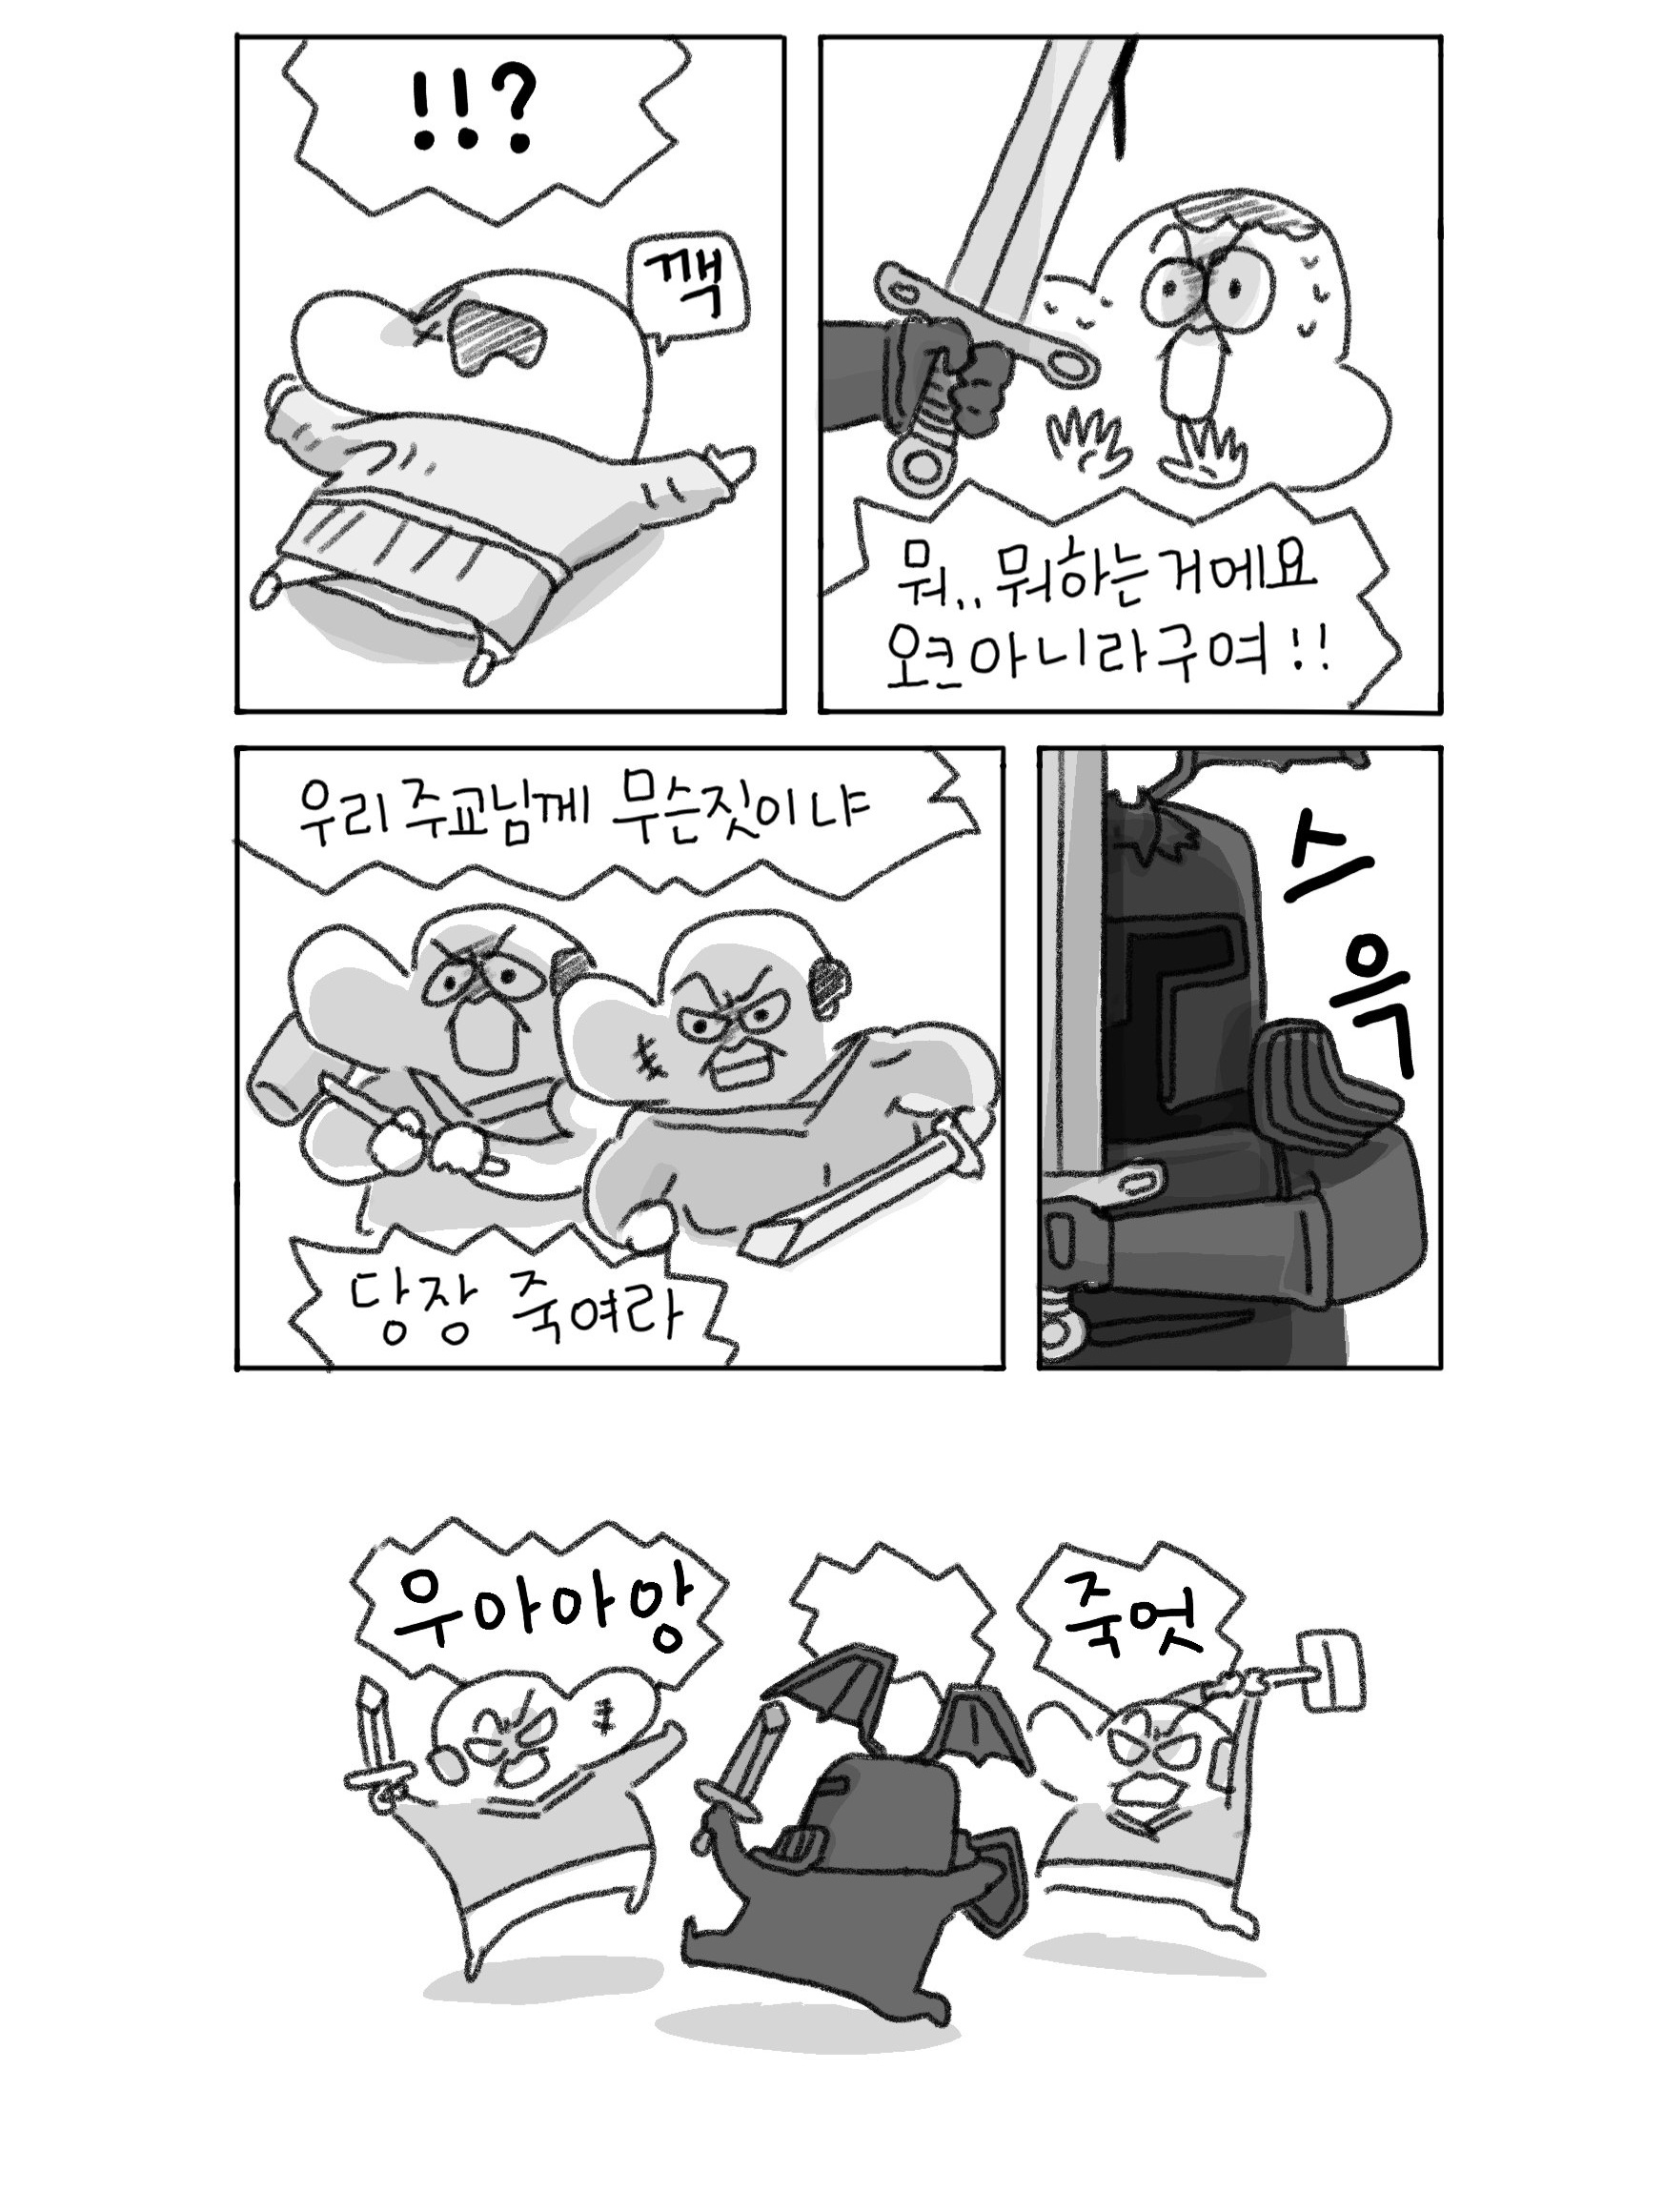 !!?
깩
뭐.. 뭐하는거에요
오크아니라구여!!
우리 주교님께 무슨짓이냐
당장 죽여라
스
윽
우아아앙
죽엇